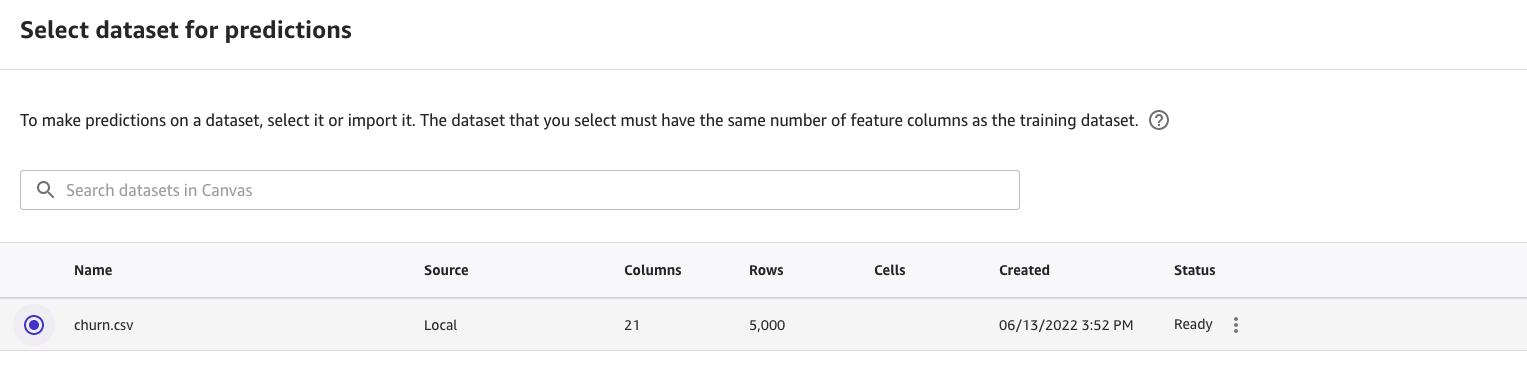 Select dataset for predictions
To make predictions on a dataset, select it or import it. The dataset that you select must have the same number of feature columns as the training dataset. ?
Search datasets in Canvas
Name Source Columns Rows Cells Created Status
churn.csv Local 21 5,000 06/13/2022 3:52 PM Ready